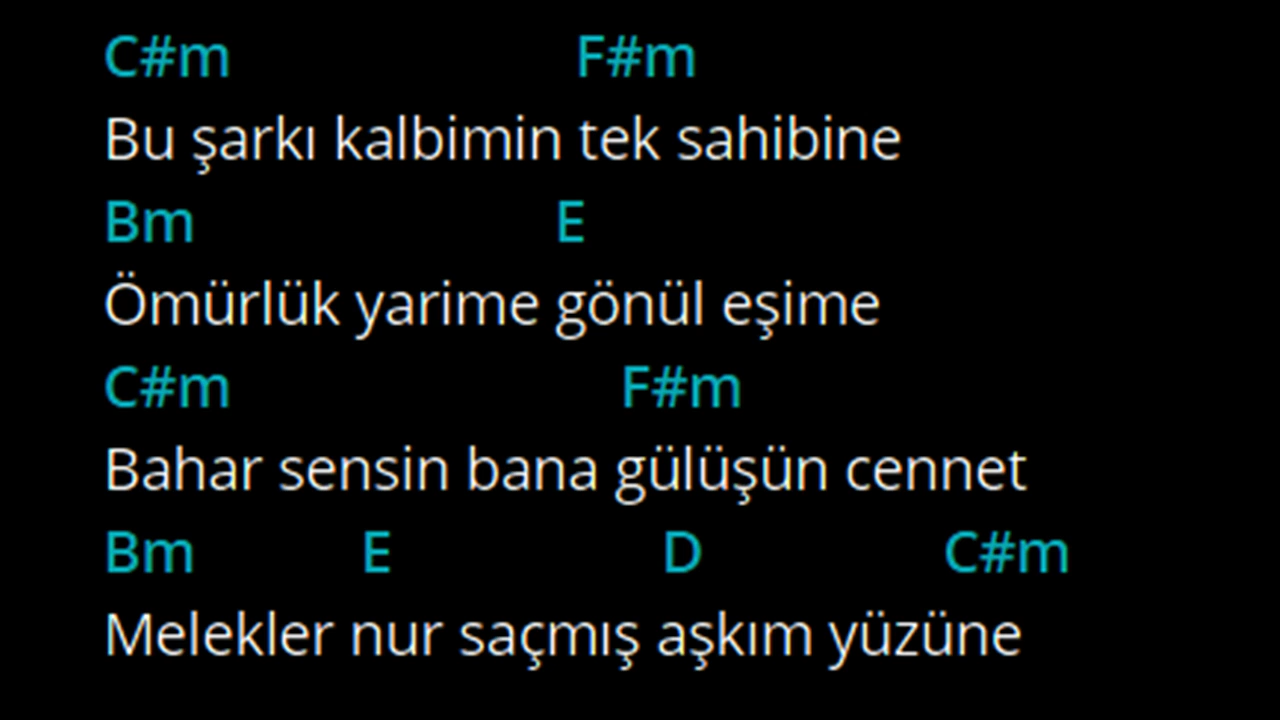 C#m F#m
Bu şarkı kalbimin tek sahibine
Bm E
Ömürlük yarime gönül eşime
C#m F#m
Bahar sensin bana gülüşün cennet
Bm E D C#m
Melekler nur saçmış aşkım yüzüne